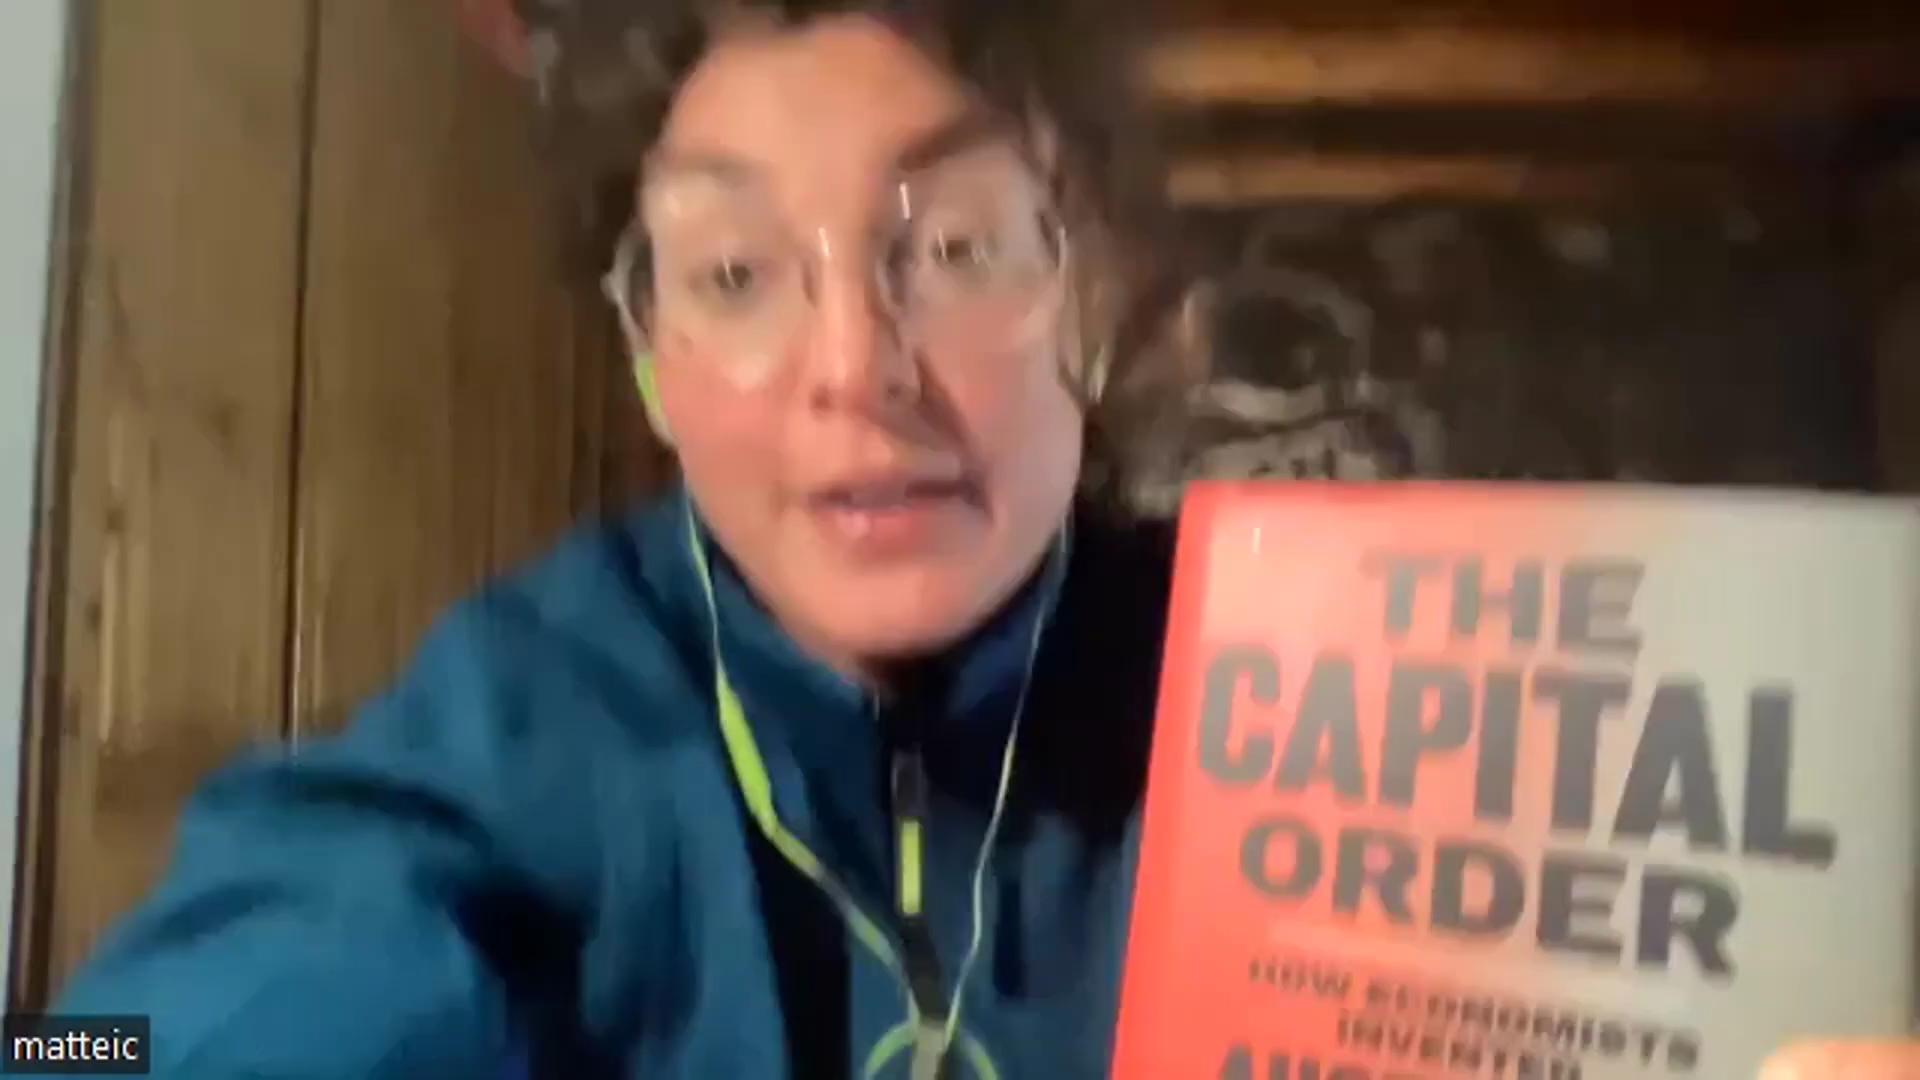 THE
CAPITAL
ORDER
HOW ECONOMISTS
INVENTED
matteic